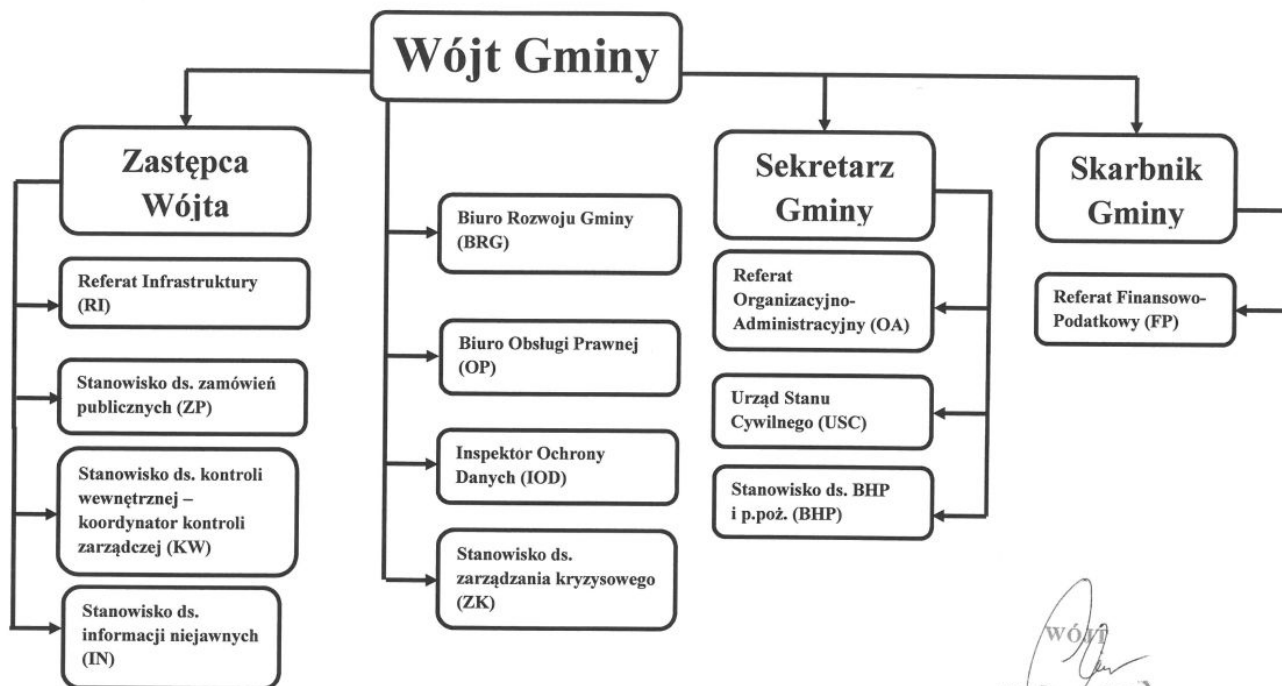 Wójt Gminy
Zastępca
Wójta
Referat Infrastruktury
(RI)
Stanowisko ds. zamówień
publicznych (ZP)
Stanowisko ds. kontroli
wewnętrznej –
koordynator kontroli
zarządczej (KW)
Stanowisko ds.
informacji niejawnych
(IN)
Biuro Rozwoju Gminy
(BRG)
Biuro Obsługi Prawnej
(OP)
Inspektor Ochrony
Danych (IOD)
Stanowisko ds.
zarządzania kryzysowego
(ZK)
Sekretarz
Gminy
Referat
Organizacyjno-
Administracyjny (OA)
Urząd Stanu
Cywilnego (USC)
Stanowisko ds. BHP
i p.poż. (BHP)
Skarbnik
Gminy
Referat Finansowo-
Podatkowy (FP)
WÓJT